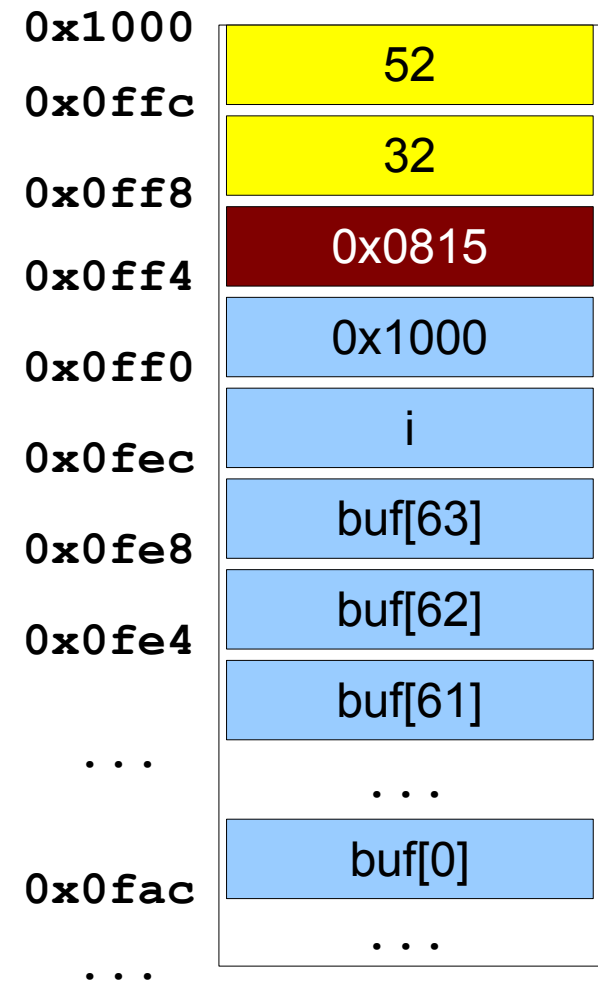 0x1000
52
0x0ffc
32
0x0ff8
0x0815
0x0ff4
0x1000
0x0ff0
i
0x0fec
buf[63]
0x0fe8
buf[62]
0x0fe4
buf[61]
...
...
buf[0]
0x0fac
...
...